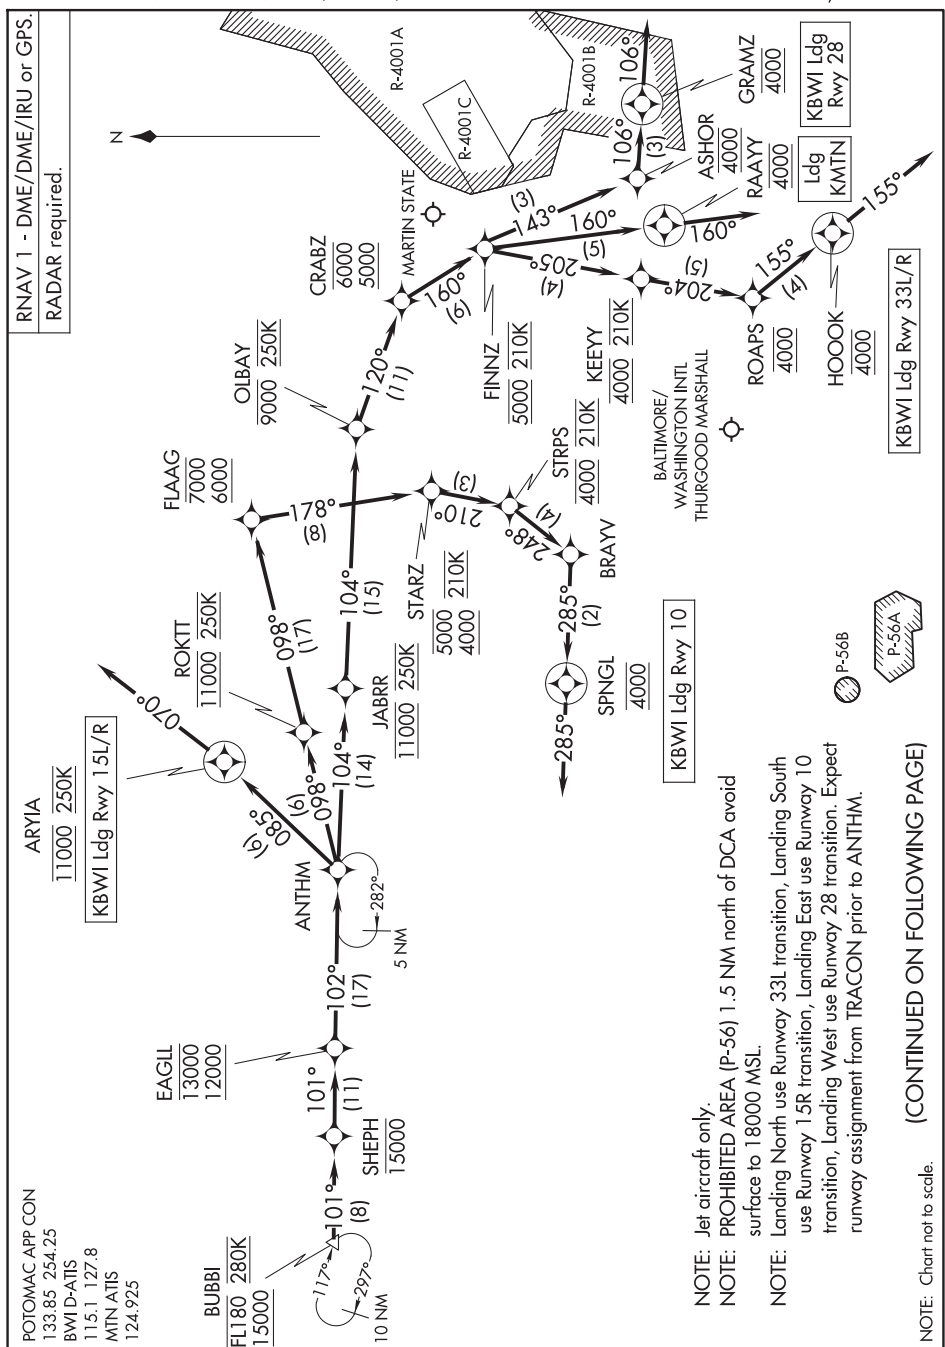 RNAV 1 - DME/DME/IRU or GPS.
RADAR required.
POTOMAC APP CON
133.85 254.25
BWI D-ATIS
115.1 127.8
MTN ATIS
124.925
BUBBI
FL180 280K
15000
117°
297°
10 NM
101°
(8)
SHEPH
15000
101°
(11)
EAGLL
13000
12000
102°
(17)
ANTHM
282°
5 NM
ARYIA
11000 250K
KBWI Ldg Rwy 15L/R
085°
(6)
070°
098°
(6)
ROKTT
11000 250K
098°
(17)
FLAAG
7000
6000
178°
(8)
STARZ
5000 210K
4000
210°
(3)
STRPS
4000 210K
248°
(4)
BRAYV
285°
(2)
SPNGL
4000
285°
KBWI Ldg Rwy 10
104°
(14)
JABRR
11000 250K
104°
(15)
OLBAY
9000 250K
120°
(11)
CRABZ
6000
5000
160°
(6)
MARTIN STATE
FINNZ
5000 210K
143°
(3)
ASHOR
4000
106°
(3)
GRAMZ
4000
106°
KBWI Ldg
Rwy 28
160°
(5)
RAAYY
4000
160°
Ldg
KMTN
205°
(4)
KEEYY
4000 210K
204°
(5)
ROAPS
4000
155°
(4)
HOOOK
4000
155°
KBWI Ldg Rwy 33L/R
BALTIMORE/
WASHINGTON INTL
THURGOOD MARSHALL
N
R-4001A
R-4001B
R-4001C
P-56B
P-56A
NOTE: Jet aircraft only.
NOTE: PROHIBITED AREA (P-56) 1.5 NM north of DCA avoid
surface to 18000 MSL.
NOTE: Landing North use Runway 33L transition, Landing South
use Runway 15R transition, Landing East use Runway 10
transition, Landing West use Runway 28 transition. Expect
runway assignment from TRACON prior to ANTHM.
(CONTINUED ON FOLLOWING PAGE)
NOTE: Chart not to scale.